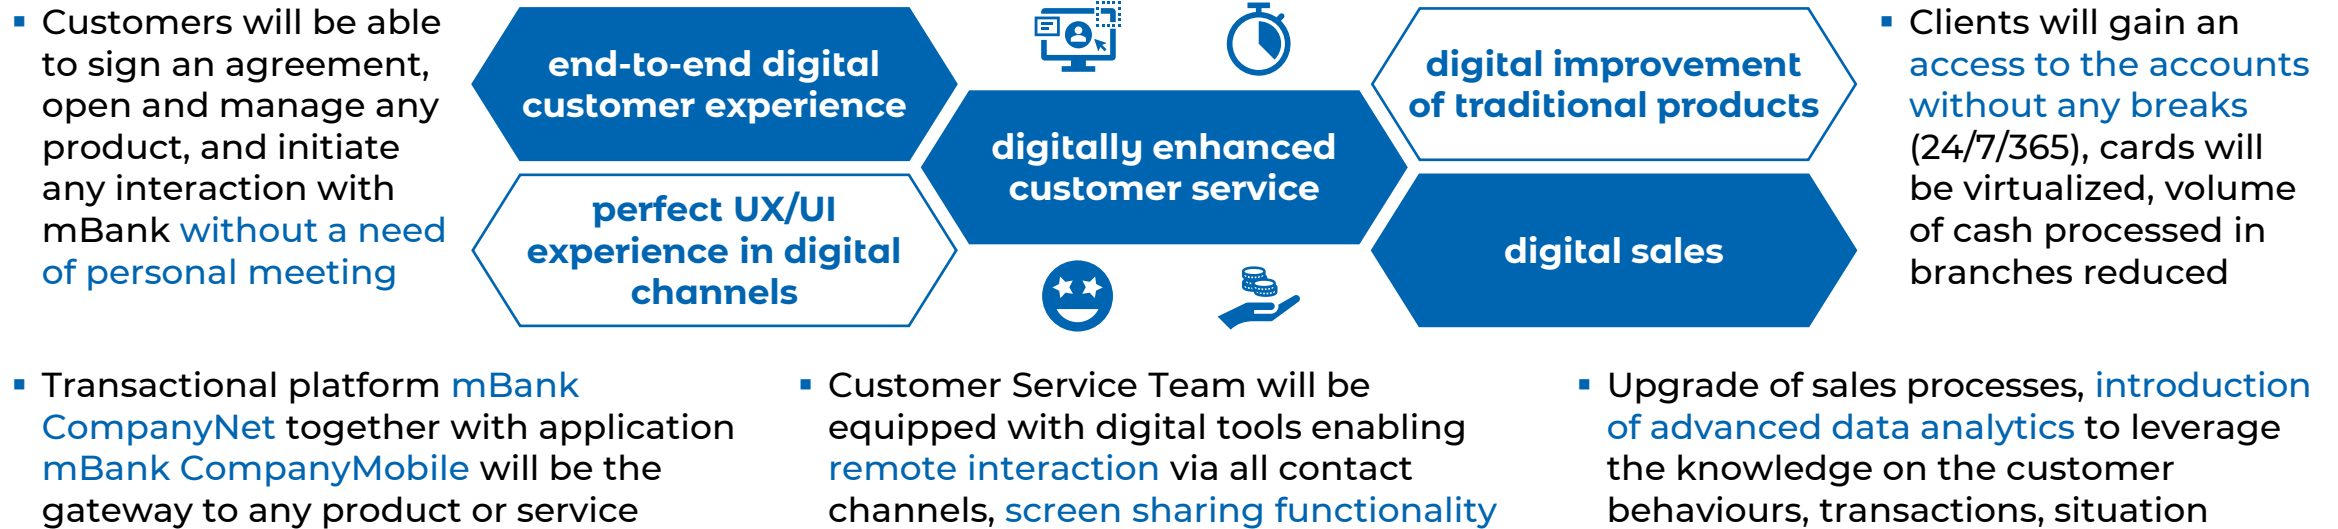 ▪ Customers will be able
to sign an agreement,
open and manage any
product, and initiate
any interaction with
mBank without a need
of personal meeting
end-to-end digital
customer experience
perfect UX/UI
experience in digital
channels
digitally enhanced
customer service
digital improvement
of traditional products
digital sales
▪ Clients will gain an
access to the accounts
without any breaks
(24/7/365), cards will
be virtualized, volume
of cash processed in
branches reduced
▪ Transactional platform mBank
CompanyNet together with application
mBank CompanyMobile will be the
gateway to any product or service
▪ Customer Service Team will be
equipped with digital tools enabling
remote interaction via all contact
channels, screen sharing functionality
▪ Upgrade of sales processes, introduction
of advanced data analytics to leverage
the knowledge on the customer
behaviours, transactions, situation